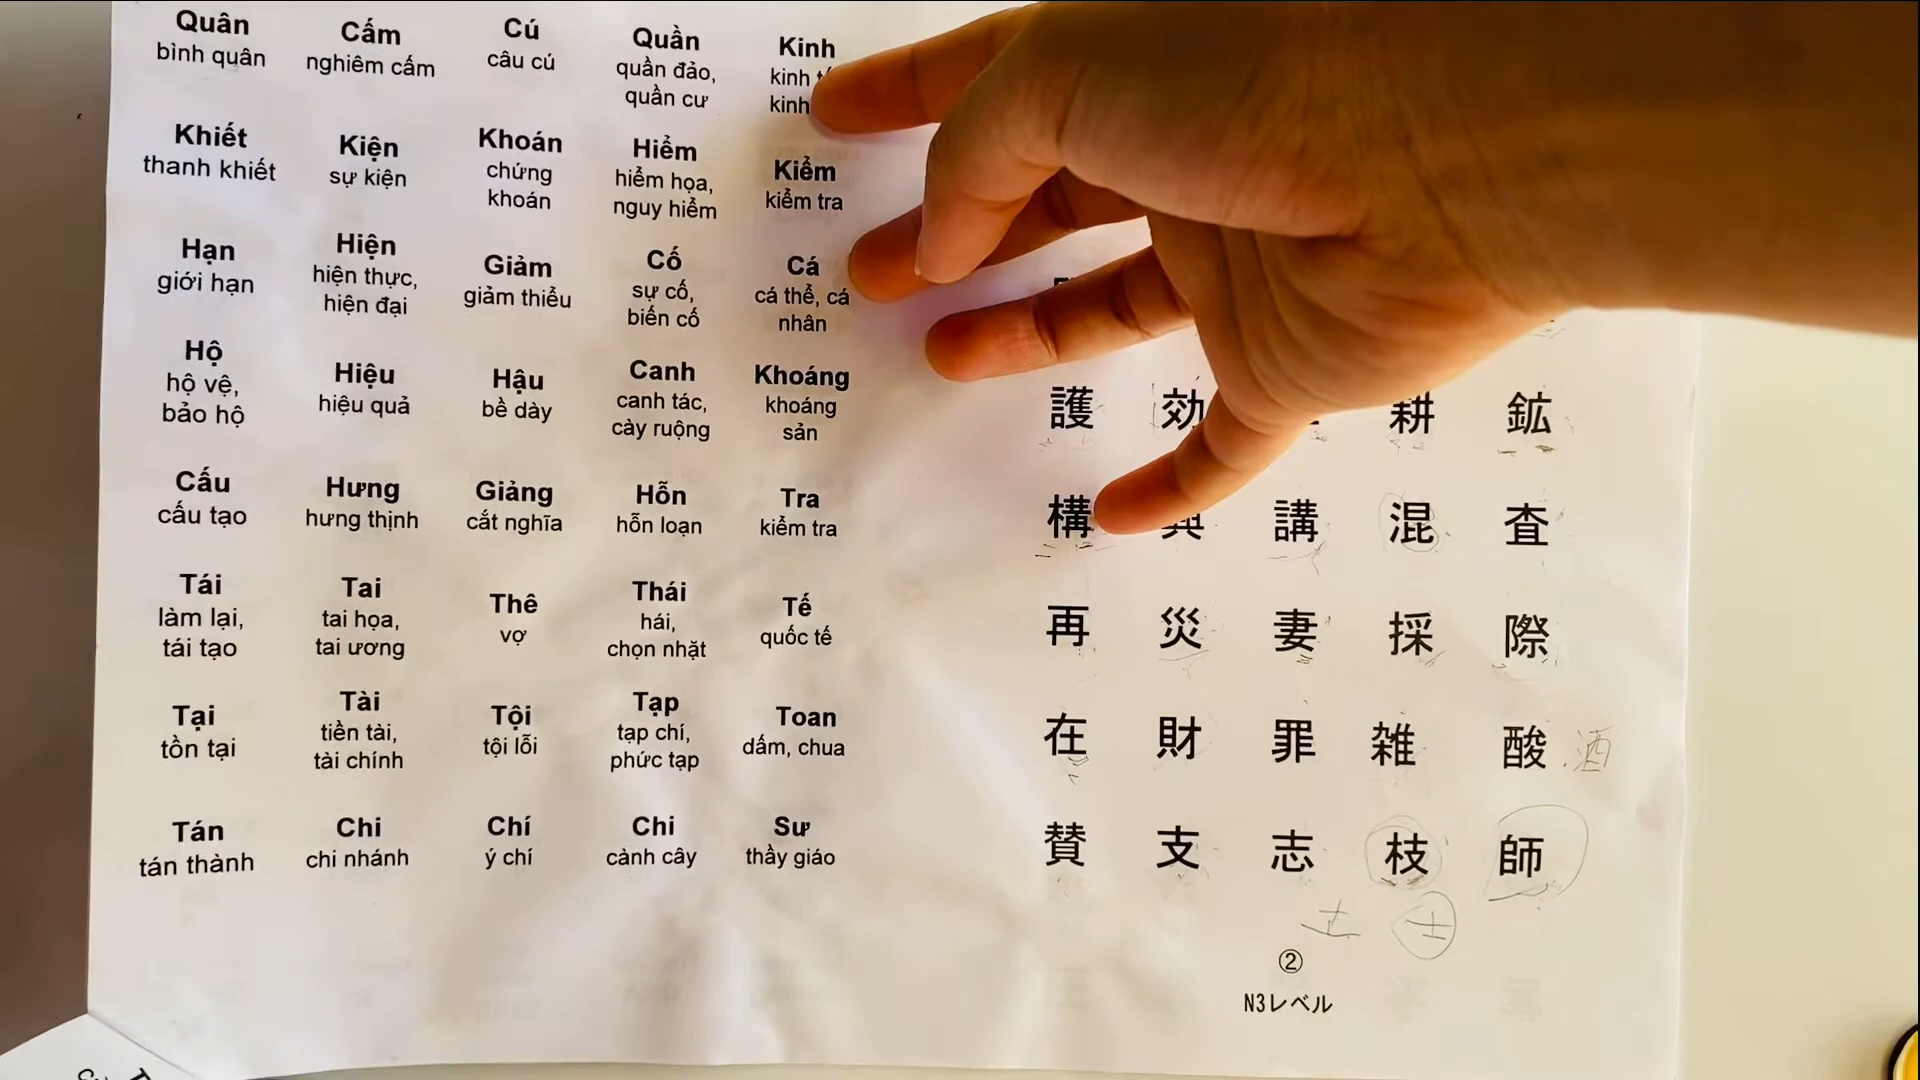 Quân Cấm Cú Quần Kinh
bình quân nghiêm cấm câu cú quần đảo, kinh
quần cư kinh
Khiết Kiện Khoán Hiểm Kiểm
thanh khiết sự kiện chứng hiểm họa, kiểm tra
khoán nguy hiểm
Hạn Hiện Giảm Cố Cá
giới hạn hiện thực, giảm thiểu sự cố, cá thể, cá
hiện đại biến cố nhân
Hộ Hiệu Hậu Canh Khoáng
hộ vệ, hiệu quả bề dày canh tác, khoáng
bảo hộ cày ruộng sản
Cấu Hưng Giảng Hỗn Tra
cấu tạo hưng thịnh cắt nghĩa hỗn loạn kiểm tra
Tái Tai Thê Thái Tế
làm lại, tai họa, vợ hái, quốc tế
tái tạo tai ương chọn nhặt
Tại Tài Tội Tạp Toan
tồn tại tiền tài, tội lỗi tạp chí, dấm, chua
tài chính phức tạp
Tán Chi Chí Chi Sư
tán thành chi nhánh ý chí cành cây thầy giáo
護 効 耕 鉱
構 興 講 混 査
再 災 妻 採 際
在 財 罪 雑 酸 酒
賛 支 志 枝 師
土 士
②
N3レベル